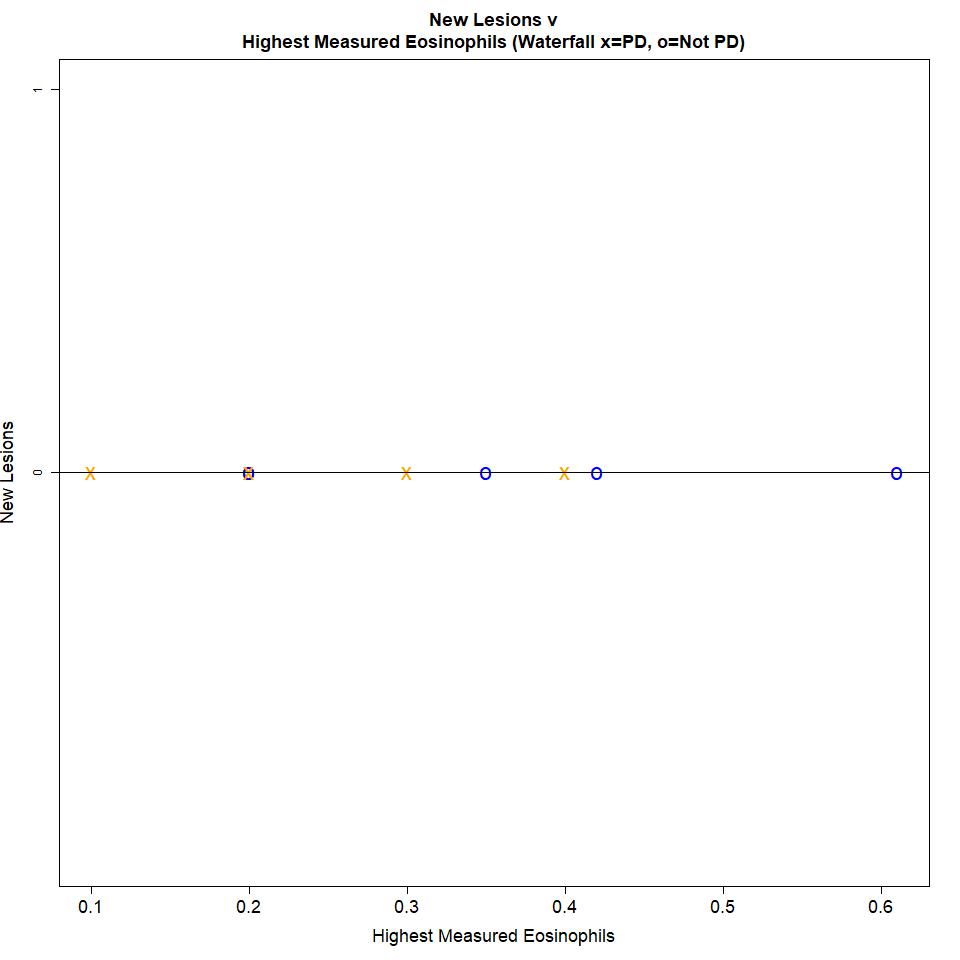 New Lesions v
Highest Measured Eosinophils (Waterfall x=PD, o=Not PD)
1
0
New Lesions
x x o x o x o o
0.1 0.2 0.3 0.4 0.5 0.6
Highest Measured Eosinophils